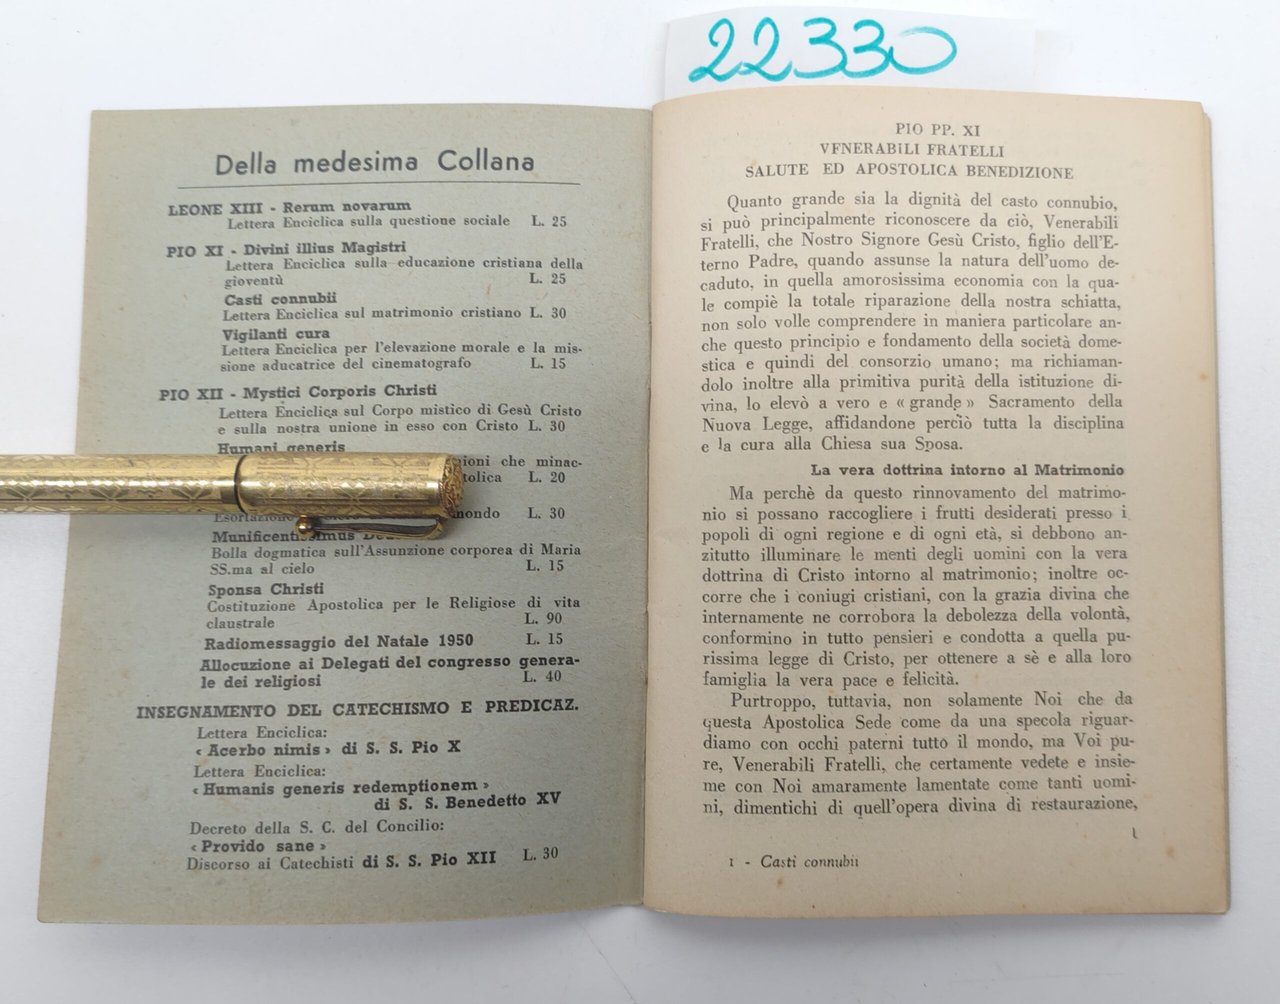 22330
Della medesima Collana
LEONE XIII - Rerum novarum
Lettera Enciclica sulla questione sociale L. 25
PIO XI - Divini illius Magistri
Lettera Enciclica sulla educazione cristiana della
gioventù L. 25
Casti connubii
Lettera Enciclica sul matrimonio cristiano L. 30
Vigilanti cura
Lettera Enciclica per l'elevazione morale e la mis-
sione aducatrice del cinematografo L. 15
PIO XII - Mystici Corporis Christi
Lettera Enciclica sul Corpo mistico di Gesù Cristo
e sulla nostra unione in esso con Cristo L. 30
Humani generis
che minac-
L. 20
Esortazione mondo L. 30
Bolla dogmatica sull'Assunzione corporea di Maria
SS.ma al cielo L. 15
Sponsa Christi
Costituzione Apostolica per le Religiose di vita
claustrale L. 90
Radiomessaggio del Natale 1950 L. 15
Allocuzione ai Delegati del congresso genera-
le dei religiosi L. 40
INSEGNAMENTO DEL CATECHISMO E PREDICAZ.
Lettera Enciclica:
« Acerbo nimis » di S. S. Pio X
Lettera Enciclica:
« Humanis generis redemptionem »
di S. S. Benedetto XV
Decreto della S. C. del Concilio:
« Provido sane »
Discorso ai Catechisti di S. S. Pio XII L. 30
PIO PP. XI
VFNERABILI FRATELLI
SALUTE ED APOSTOLICA BENEDIZIONE
Quanto grande sia la dignità del casto connubio,
si può principalmente riconoscere da ciò, Venerabili
Fratelli, che Nostro Signore Gesù Cristo, figlio dell'E-
terno Padre, quando assunse la natura dell'uomo de-
caduto, in quella amorosissima economia con la qua-
le compiè la totale riparazione della nostra schiatta,
non solo volle comprendere in maniera particolare an-
che questo principio e fondamento della società dome-
stica e quindi del consorzio umano; ma richiaman-
dolo inoltre alla primitiva purità della istituzione di-
vina, lo elevò a vero e « grande » Sacramento della
Nuova Legge, affidandone perciò tutta la disciplina
e la cura alla Chiesa sua Sposa.
La vera dottrina intorno al Matrimonio
Ma perchè da questo rinnovamento del matrimo-
nio si possano raccogliere i frutti desiderati presso i
popoli di ogni regione e di ogni età, si debbono an-
zitutto illuminare le menti degli uomini con la vera
dottrina di Cristo intorno al matrimonio; inoltre oc-
corre che i coniugi cristiani, con la grazia divina che
internamente ne corrobora la debolezza della volontà,
conformino in tutto pensieri e condotta a quella pu-
rissima legge di Cristo, per ottenere a sè e alla loro
famiglia la vera pace e felicità.
Purtroppo, tuttavia, non solamente Noi che da
questa Apostolica Sede come da una specola riguar-
diamo con occhi paterni tutto il mondo, ma Voi pu-
re, Venerabili Fratelli, che certamente vedete e insie-
me con Noi amaramente lamentate come tanti uomi-
ni, dimentichi di quell'opera divina di restaurazione,
1
1 - Casti connubii